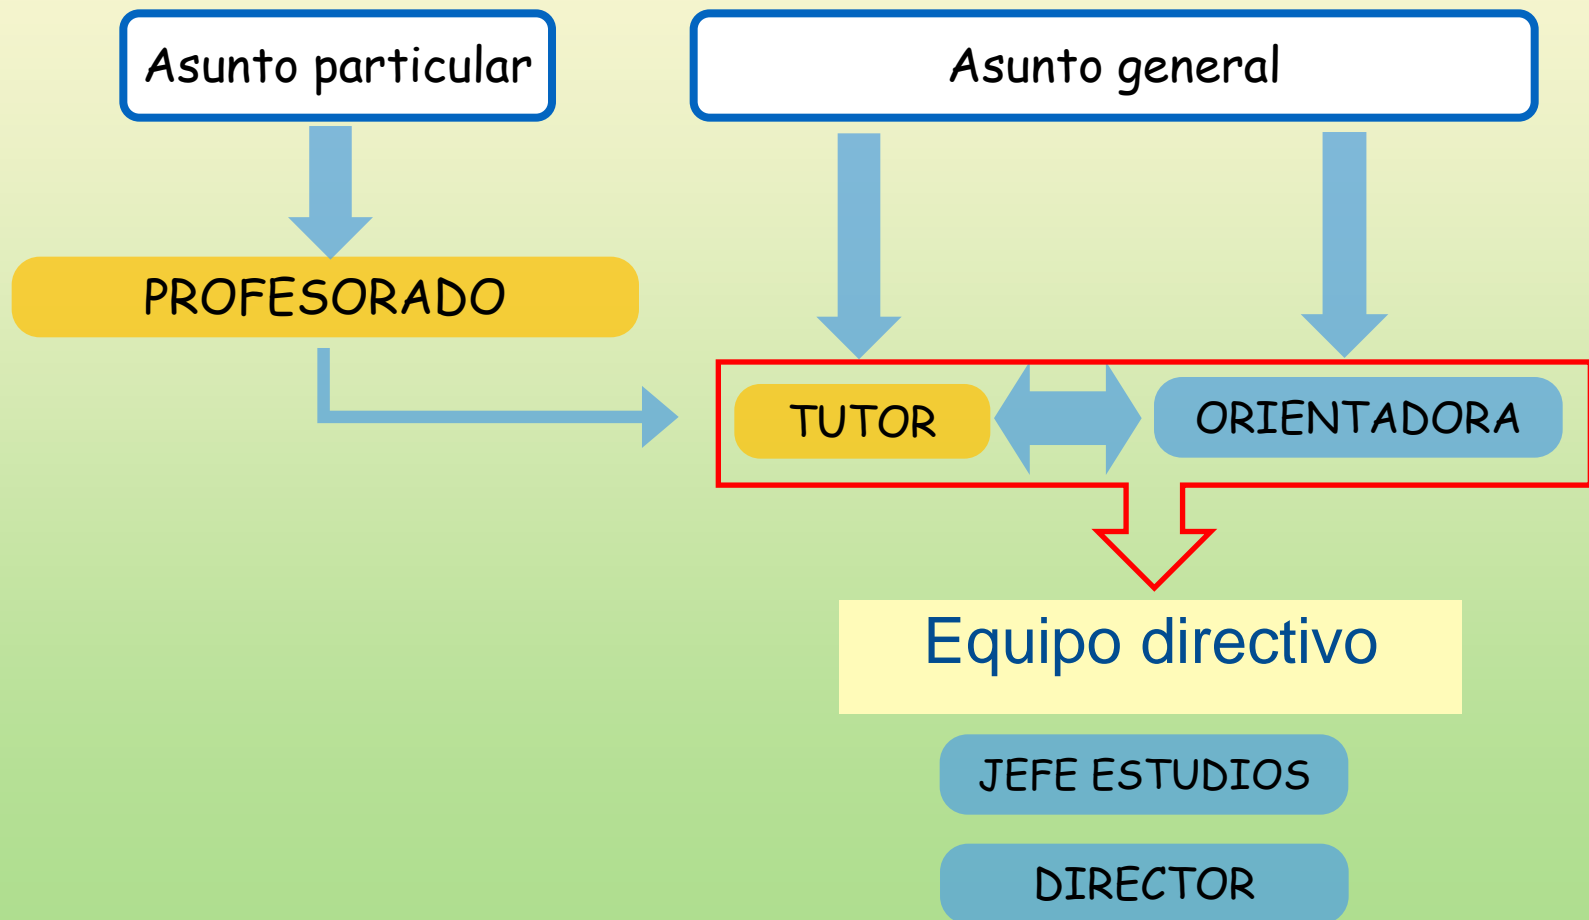 Asunto particular
Asunto general
PROFESORADO
TUTOR
ORIENTADORA
Equipo directivo
JEFE ESTUDIOS
DIRECTOR